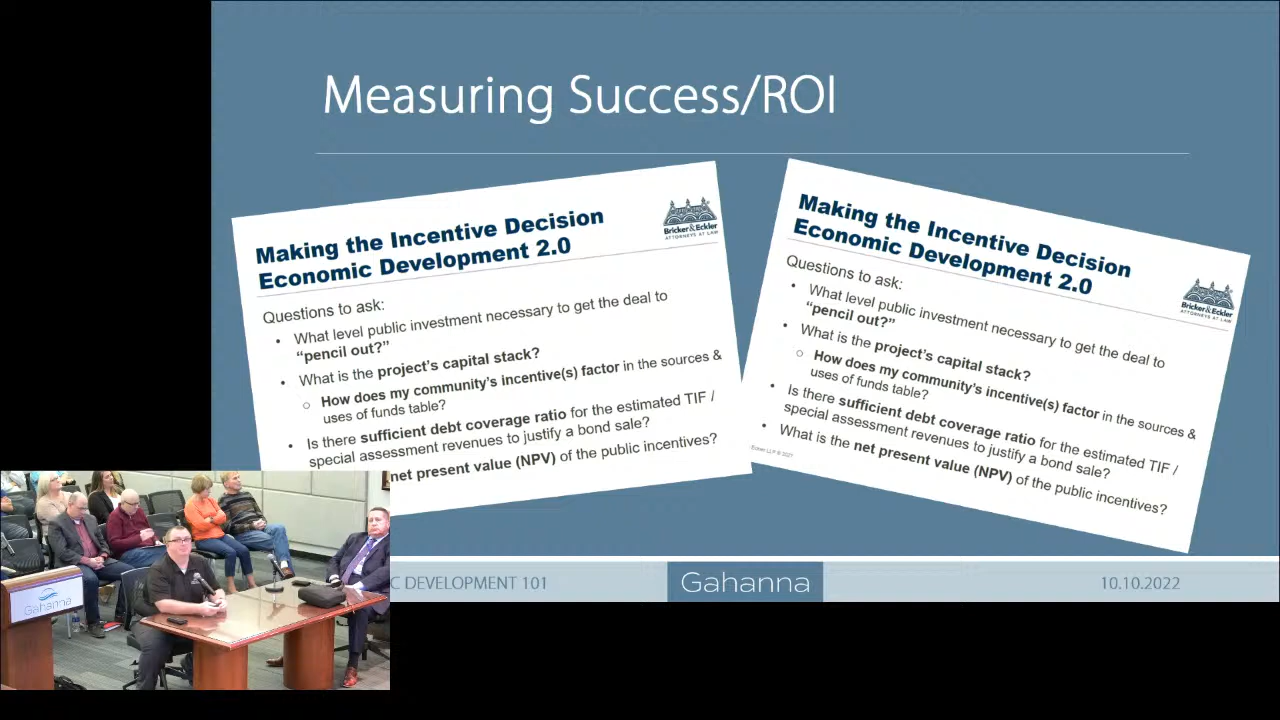 Measuring Success/ROI
Making the Incentive Decision
Economic Development 2.0
Bricker&Eckler
ATTORNEYS AT LAW
Questions to ask:
• What level public investment necessary to get the deal to
“pencil out?”
• What is the project’s capital stack?
○ How does my community’s incentive(s) factor in the sources &
uses of funds table?
• Is there sufficient debt coverage ratio for the estimated TIF /
special assessment revenues to justify a bond sale?
net present value (NPV) of the public incentives?
Making the Incentive Decision
Economic Development 2.0
Bricker&Eckler
ATTORNEYS AT LAW
Questions to ask:
• What level public investment necessary to get the deal to
“pencil out?”
• What is the project’s capital stack?
○ How does my community’s incentive(s) factor in the sources &
uses of funds table?
• Is there sufficient debt coverage ratio for the estimated TIF /
special assessment revenues to justify a bond sale?
• What is the net present value (NPV) of the public incentives?
Eckler LLP © 2021
C DEVELOPMENT 101
Gahanna
10.10.2022
Gahanna